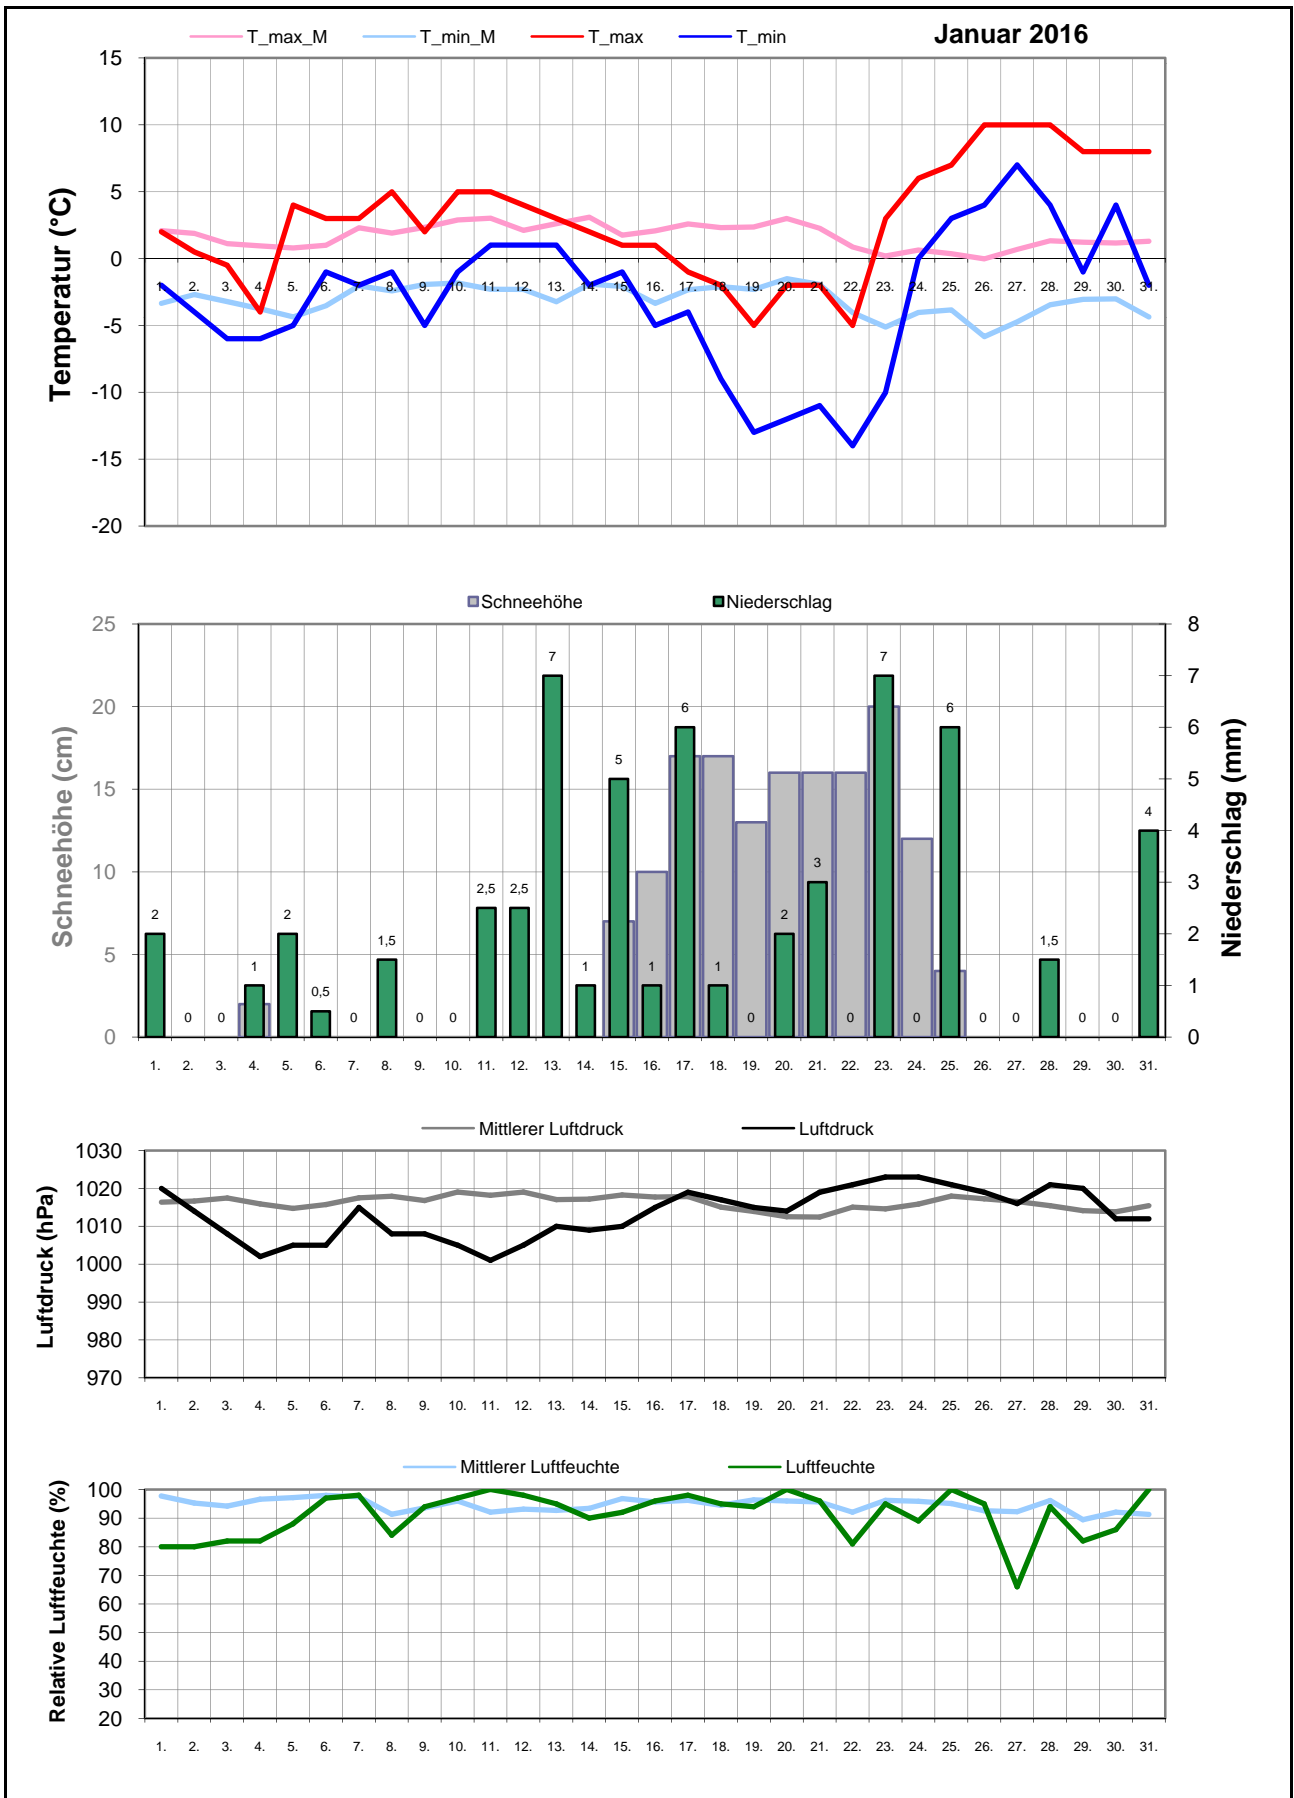 T_max_M T_min_M T_max T_min Januar 2016
Temperatur (°C)
15
10
5
0
-5
-10
-15
-20
1. 2. 3. 4. 5. 6. 7. 8. 9. 10. 11. 12. 13. 14. 15. 16. 17. 18. 19. 20. 21. 22. 23. 24. 25. 26. 27. 28. 29. 30. 31.
Schneehöhe Niederschlag
Schneehöhe (cm)
25
20
15
10
5
0
2 0 0 1 2 0,5 0 1,5 0 0 2,5 2,5 7 1 5 1 6 1 0 2 3 0 7 0 6 0 0 1,5 0 0 4
Niederschlag (mm)
8
7
6
5
4
3
2
1
0
1. 2. 3. 4. 5. 6. 7. 8. 9. 10. 11. 12. 13. 14. 15. 16. 17. 18. 19. 20. 21. 22. 23. 24. 25. 26. 27. 28. 29. 30. 31.
Mittlerer Luftdruck Luftdruck
Luftdruck (hPa)
1030
1020
1010
1000
990
980
970
1. 2. 3. 4. 5. 6. 7. 8. 9. 10. 11. 12. 13. 14. 15. 16. 17. 18. 19. 20. 21. 22. 23. 24. 25. 26. 27. 28. 29. 30. 31.
Mittlerer Luftfeuchte Luftfeuchte
Relative Luftfeuchte (%)
100
90
80
70
60
50
40
30
20
1. 2. 3. 4. 5. 6. 7. 8. 9. 10. 11. 12. 13. 14. 15. 16. 17. 18. 19. 20. 21. 22. 23. 24. 25. 26. 27. 28. 29. 30. 31.